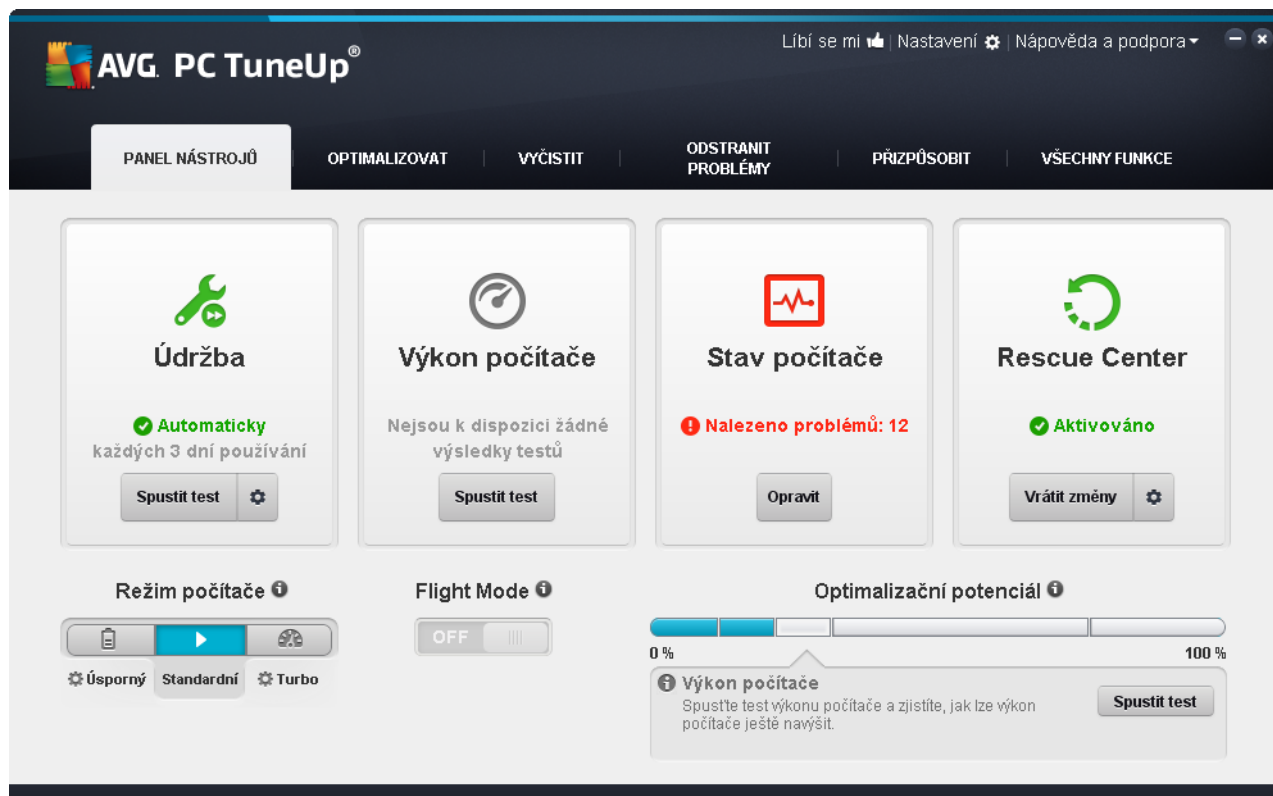 Líbí se mi | Nastavení | Nápověda a podpora
AVG. PC TuneUp®
PANEL NÁSTROJŮ
OPTIMALIZOVAT
VYČISTIT
ODSTRANIT
PROBLÉMY
PŘIZPŮSOBIT
VŠECHNY FUNKCE
Údržba
Automaticky
každých 3 dní používání
Spustit test
Výkon počítače
Nejsou k dispozici žádné
výsledky testů
Spustit test
Stav počítače
Nalezeno problémů: 12
Opravit
Rescue Center
Aktivováno
Vrátit změny
Režim počítače
Úsporný
Standardní
Turbo
Flight Mode
OFF
Optimalizační potenciál
0 %
100 %
Výkon počítače
Spusťte test výkonu počítače a zjistíte, jak lze výkon
počítače ještě navýšit.
Spustit test